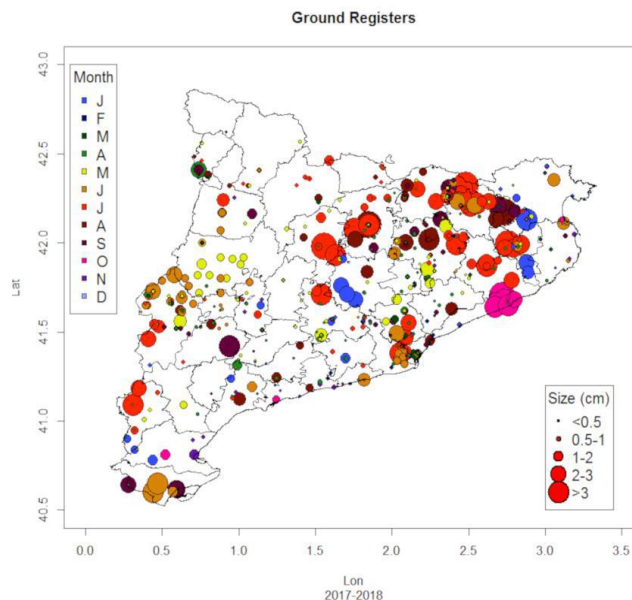 Ground Registers
Month
J
F
M
A
M
J
J
A
S
O
N
D
Size (cm)
<0.5
0.5-1
1-2
2-3
>3
43.0
42.5
42.0
41.5
41.0
40.5
Lat
0.0 0.5 1.0 1.5 2.0 2.5 3.0 3.5
Lon
2017-2018